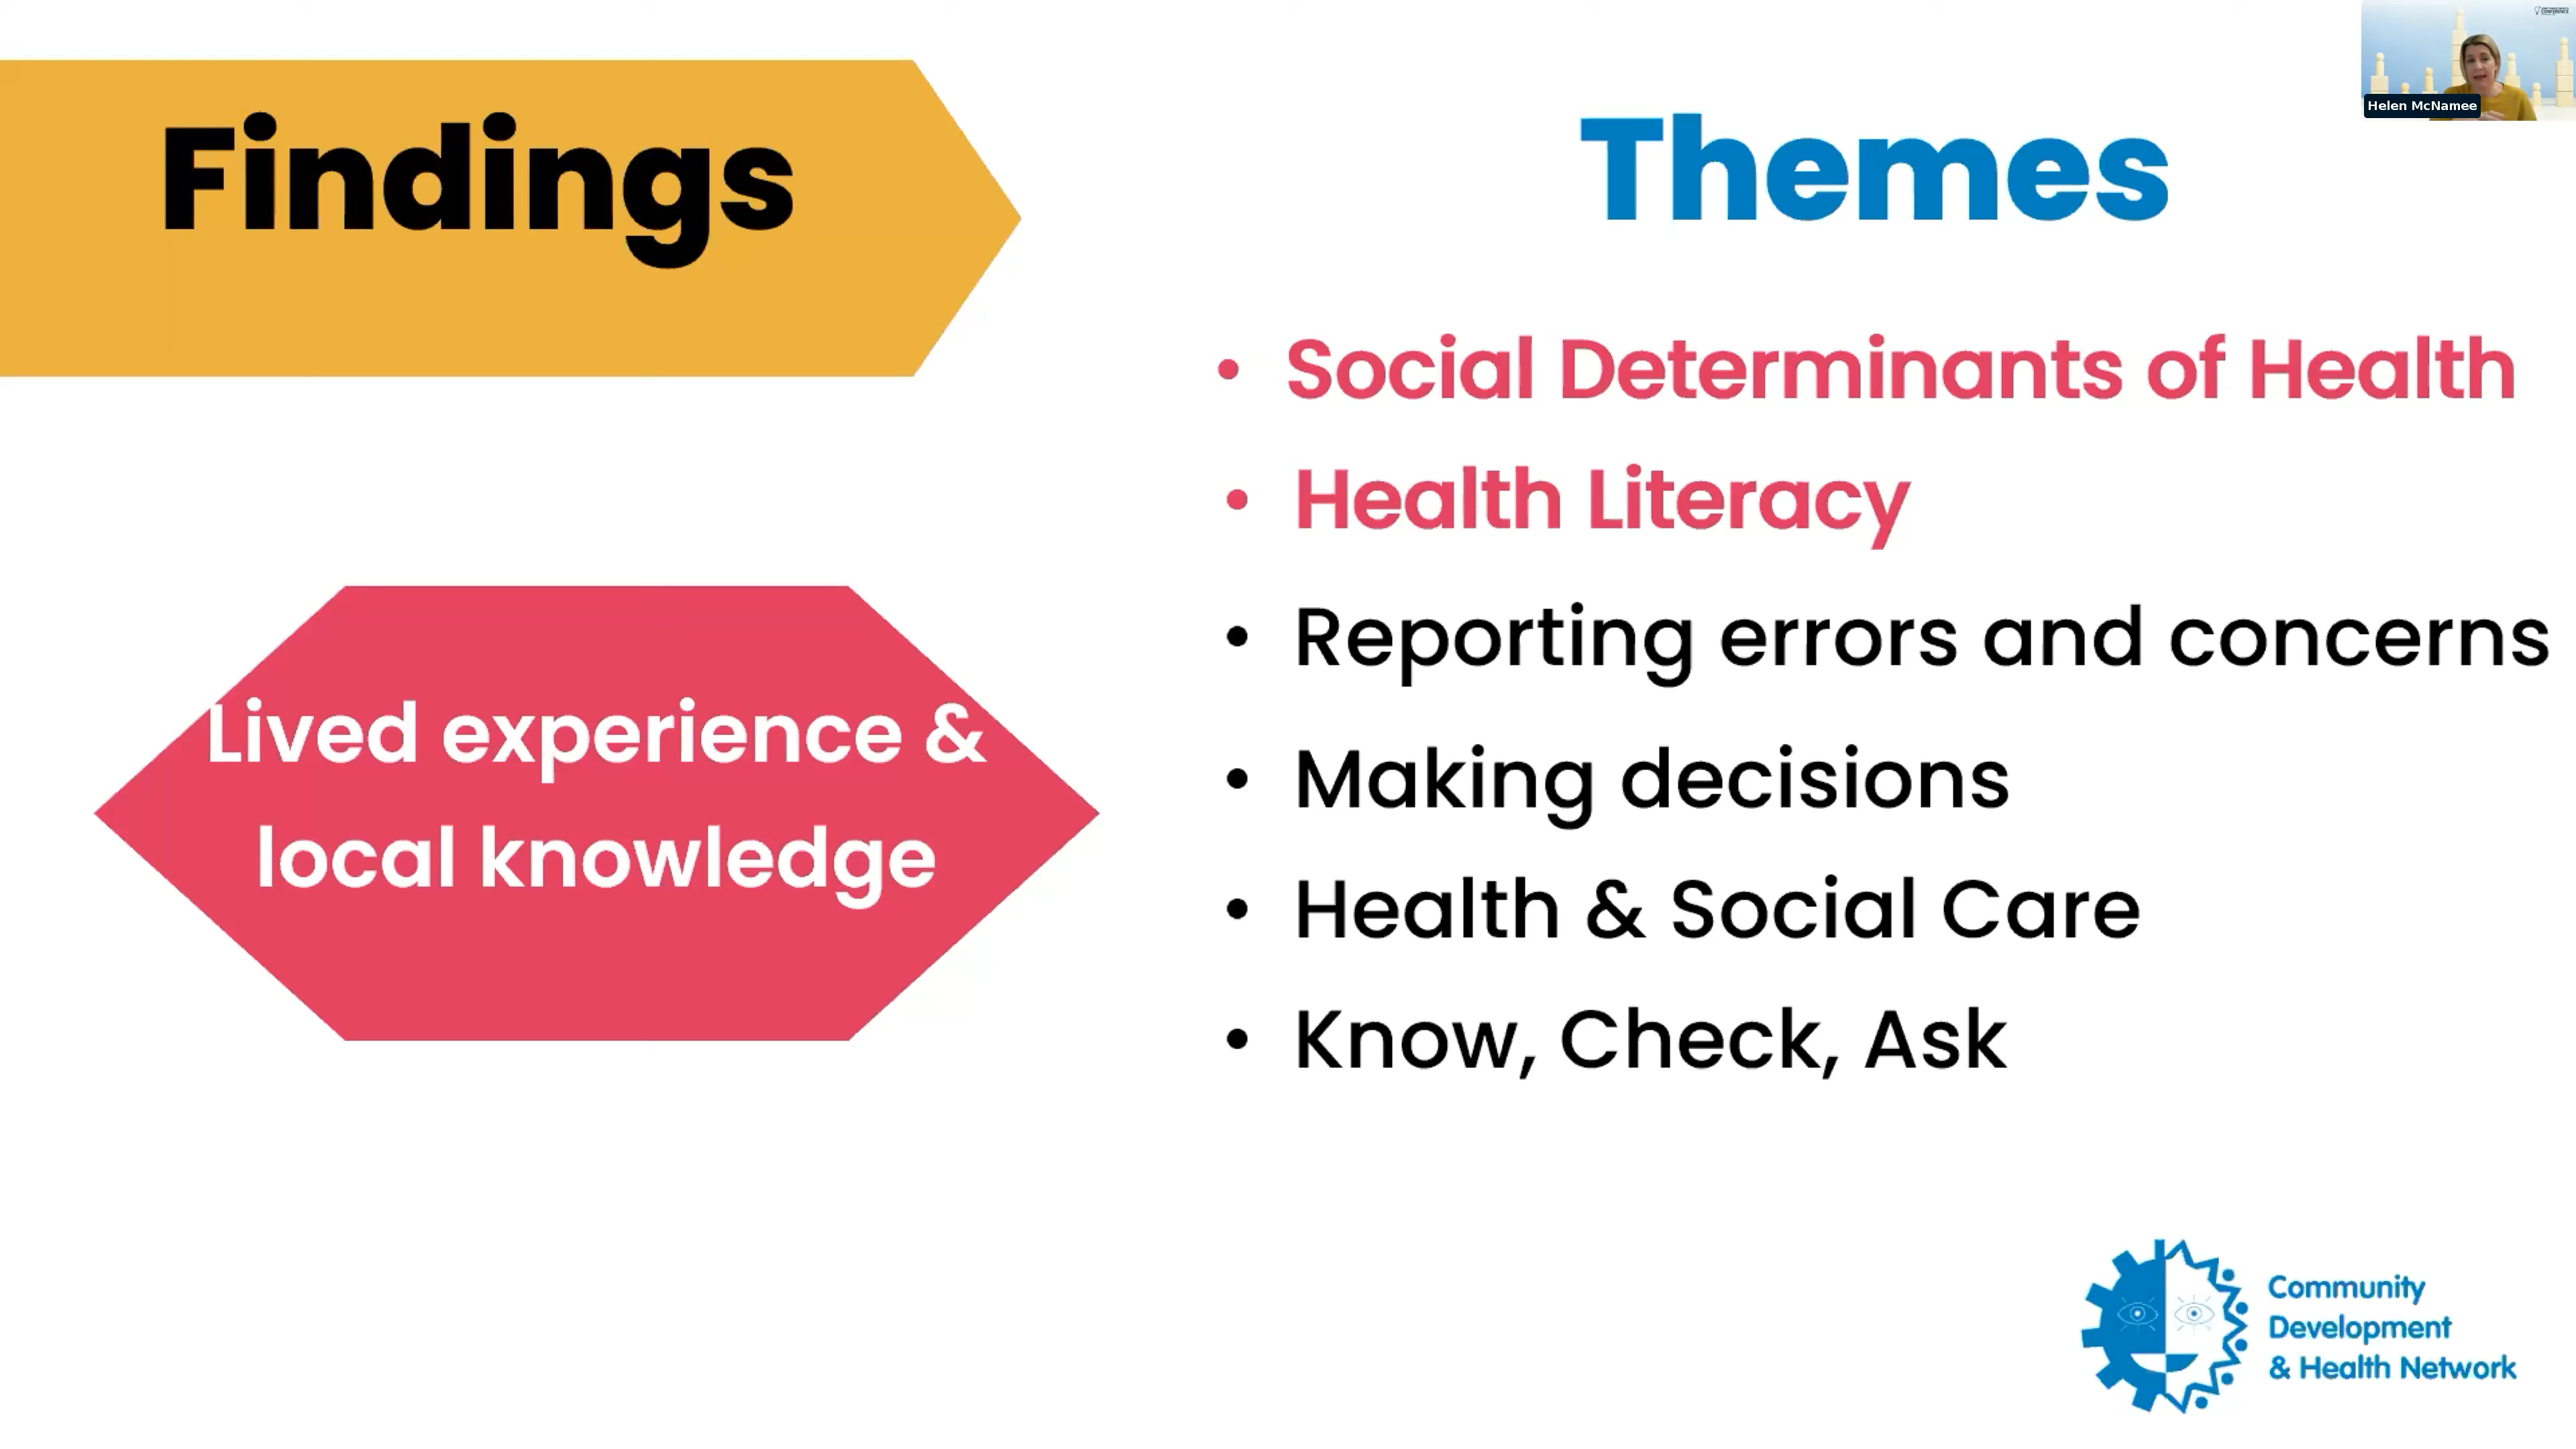 Findings
Themes
Helen McNamee
CONFERENCE
• Social Determinants of Health
• Health Literacy
• Reporting errors and concerns
• Making decisions
• Health & Social Care
• Know, Check, Ask
Lived experience &
local knowledge
Community
Development
& Health Network